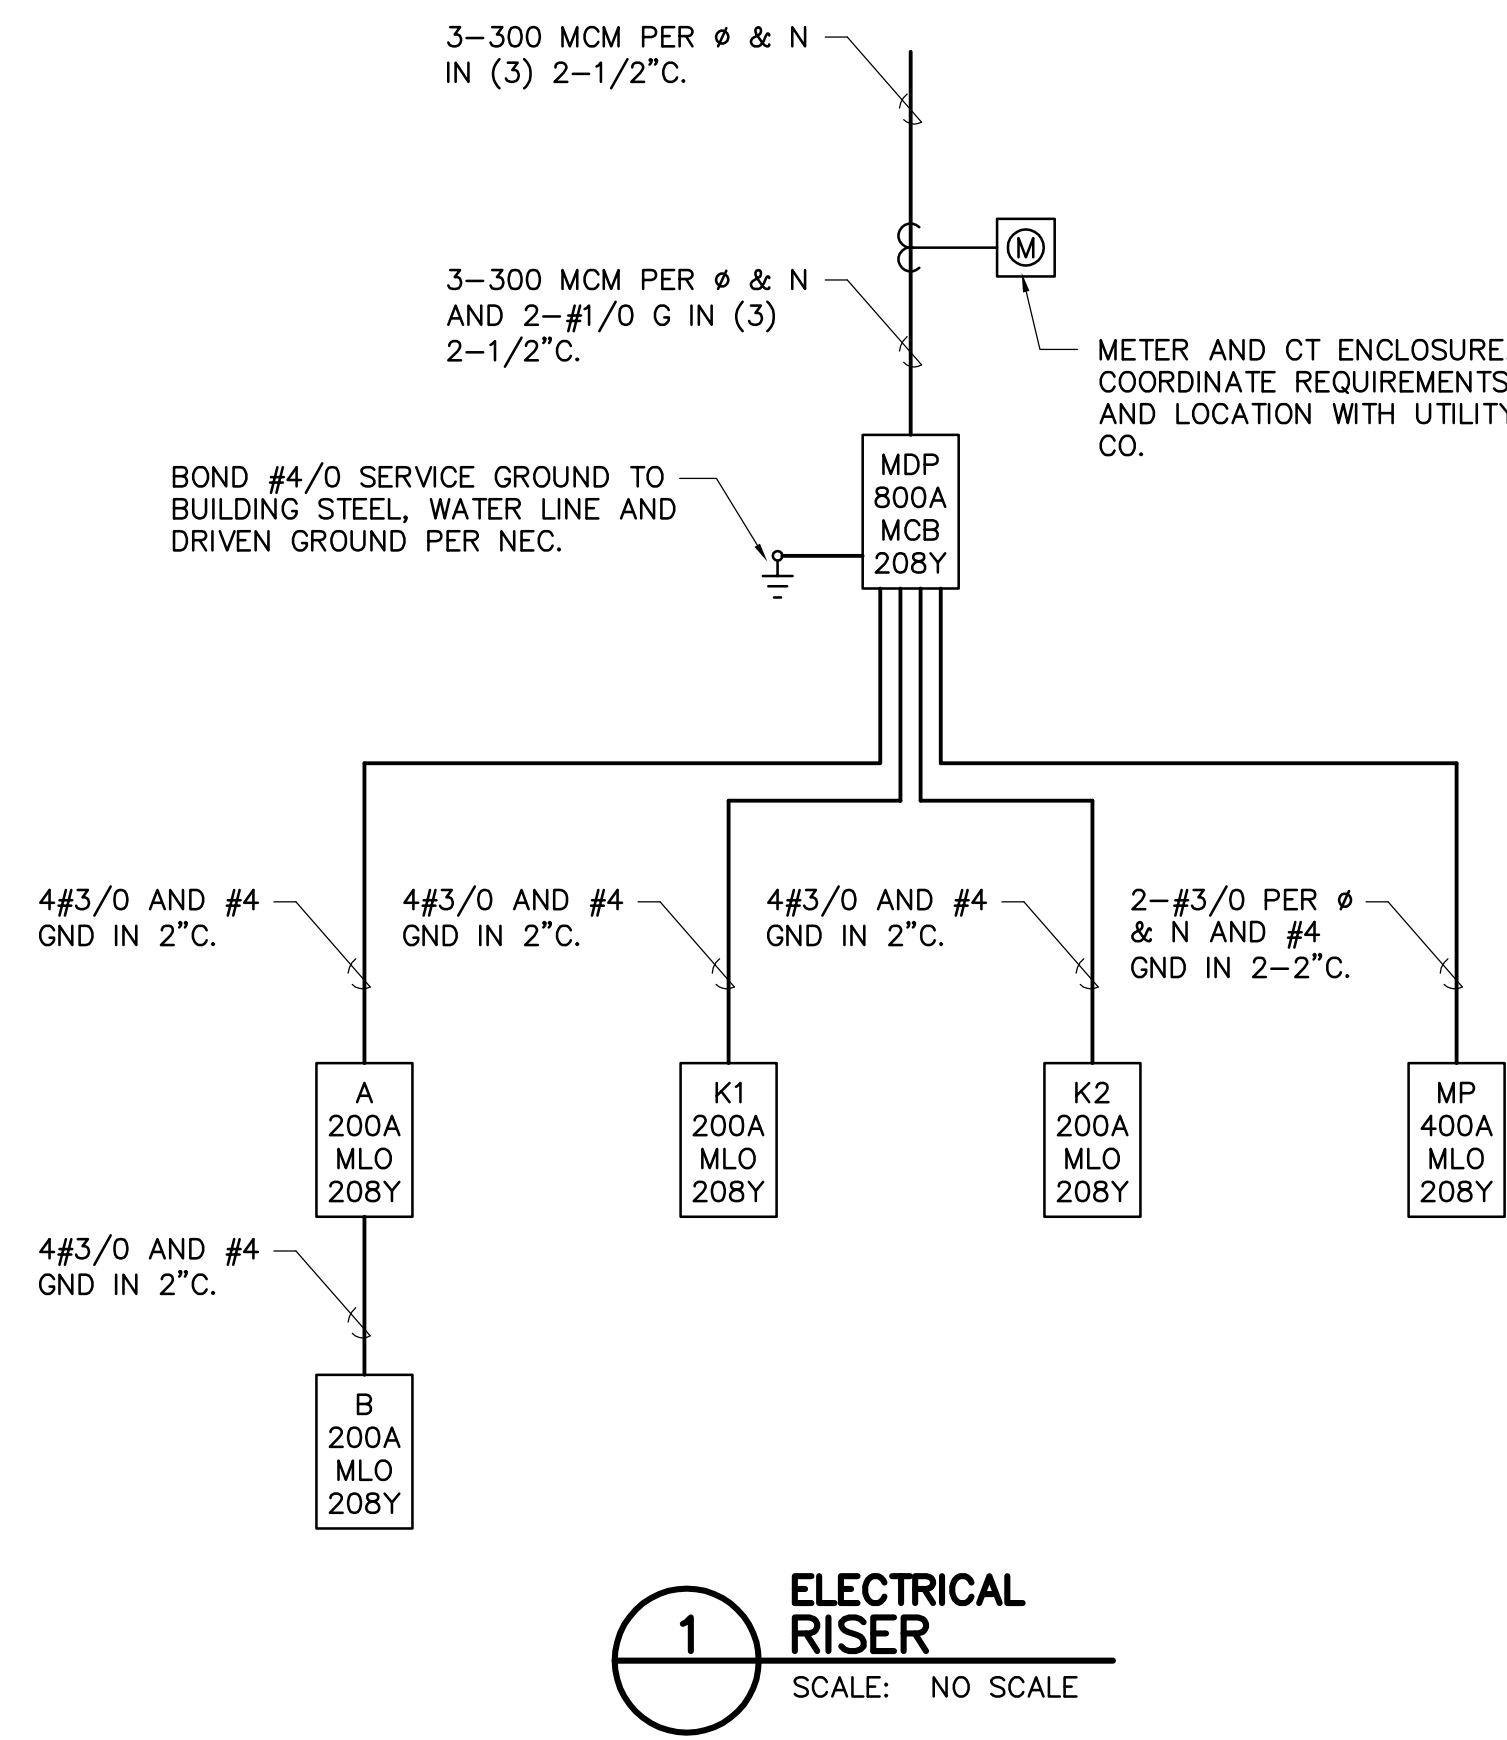 3-300 MCM PER ø & N
IN (3) 2-1/2"C.
M
3-300 MCM PER ø & N
AND 2-#1/0 G IN (3)
2-1/2"C.
METER AND CT ENCLOSURE.
COORDINATE REQUIREMENTS
AND LOCATION WITH UTILITY
CO.
BOND #4/0 SERVICE GROUND TO
BUILDING STEEL, WATER LINE AND
DRIVEN GROUND PER NEC.
MDP
800A
MCB
208Y
4#3/0 AND #4
GND IN 2"C.
4#3/0 AND #4
GND IN 2"C.
4#3/0 AND #4
GND IN 2"C.
2-#3/0 PER ø
& N AND #4
GND IN 2-2"C.
A
200A
MLO
208Y
K1
200A
MLO
208Y
K2
200A
MLO
208Y
MP
400A
MLO
208Y
4#3/0 AND #4
GND IN 2"C.
B
200A
MLO
208Y
1
ELECTRICAL
RISER
SCALE: NO SCALE